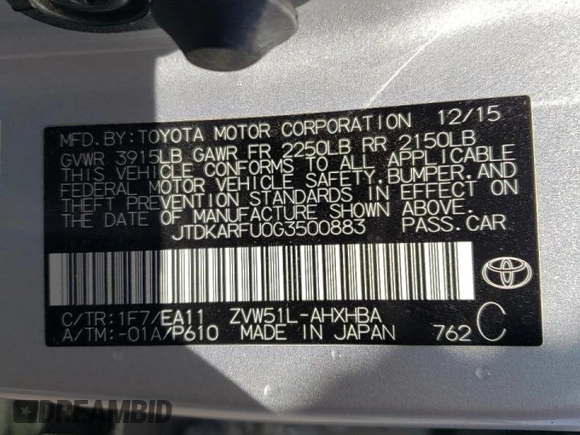 MFD. BY: TOYOTA MOTOR CORPORATION 12/15
GVWR 3915LB GAWR FR 2250LB RR 2150LB
THIS VEHICLE CONFORMS TO ALL APPLICABLE
FEDERAL MOTOR VEHICLE SAFETY, BUMPER, AND
THEFT PREVENTION STANDARDS IN EFFECT ON
THE DATE OF MANUFACTURE SHOWN ABOVE.
JTDKARFU0G3500883 PASS. CAR
C/TR: 1F7/EA11 ZVW51L-AHXHBA
A/TM: -01A/P610 MADE IN JAPAN 762 C
DREAMBID